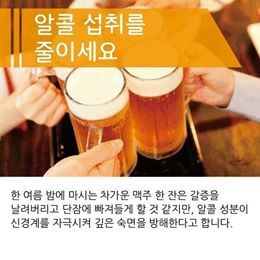 알콜 섭취를
줄이세요
한 여름 밤에 마시는 차가운 맥주 한 잔은 갈증을
날려버리고 단잠에 빠져들게 할 것 같지만, 알콜 성분이
신경계를 자극시켜 깊은 숙면을 방해한다고 합니다.